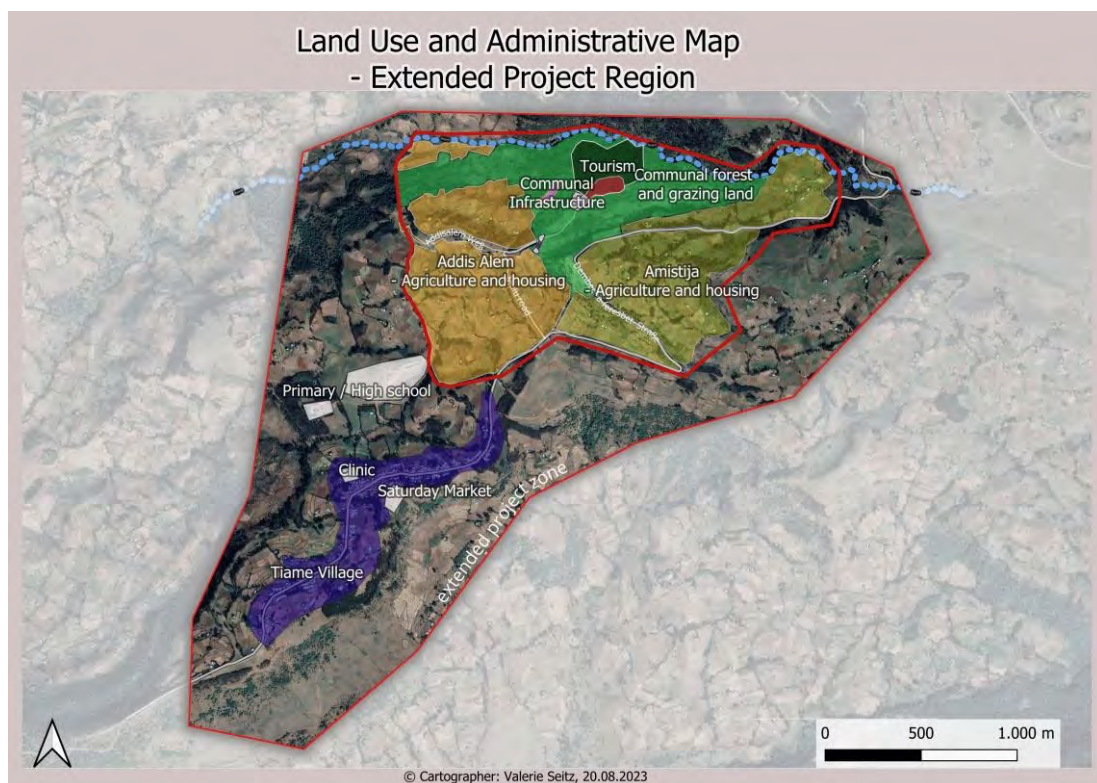 Land Use and Administrative Map
- Extended Project Region
Tourism
Communal forest
and grazing land
Communal
Infrastructure
Addis Alem
- Agriculture and housing
Amistija
- Agriculture and housing
Primary / High school
Clinic
Saturday Market
extended project zone
Tiame Village
0 500 1.000 m
© Cartographer: Valerie Seitz, 20.08.2023